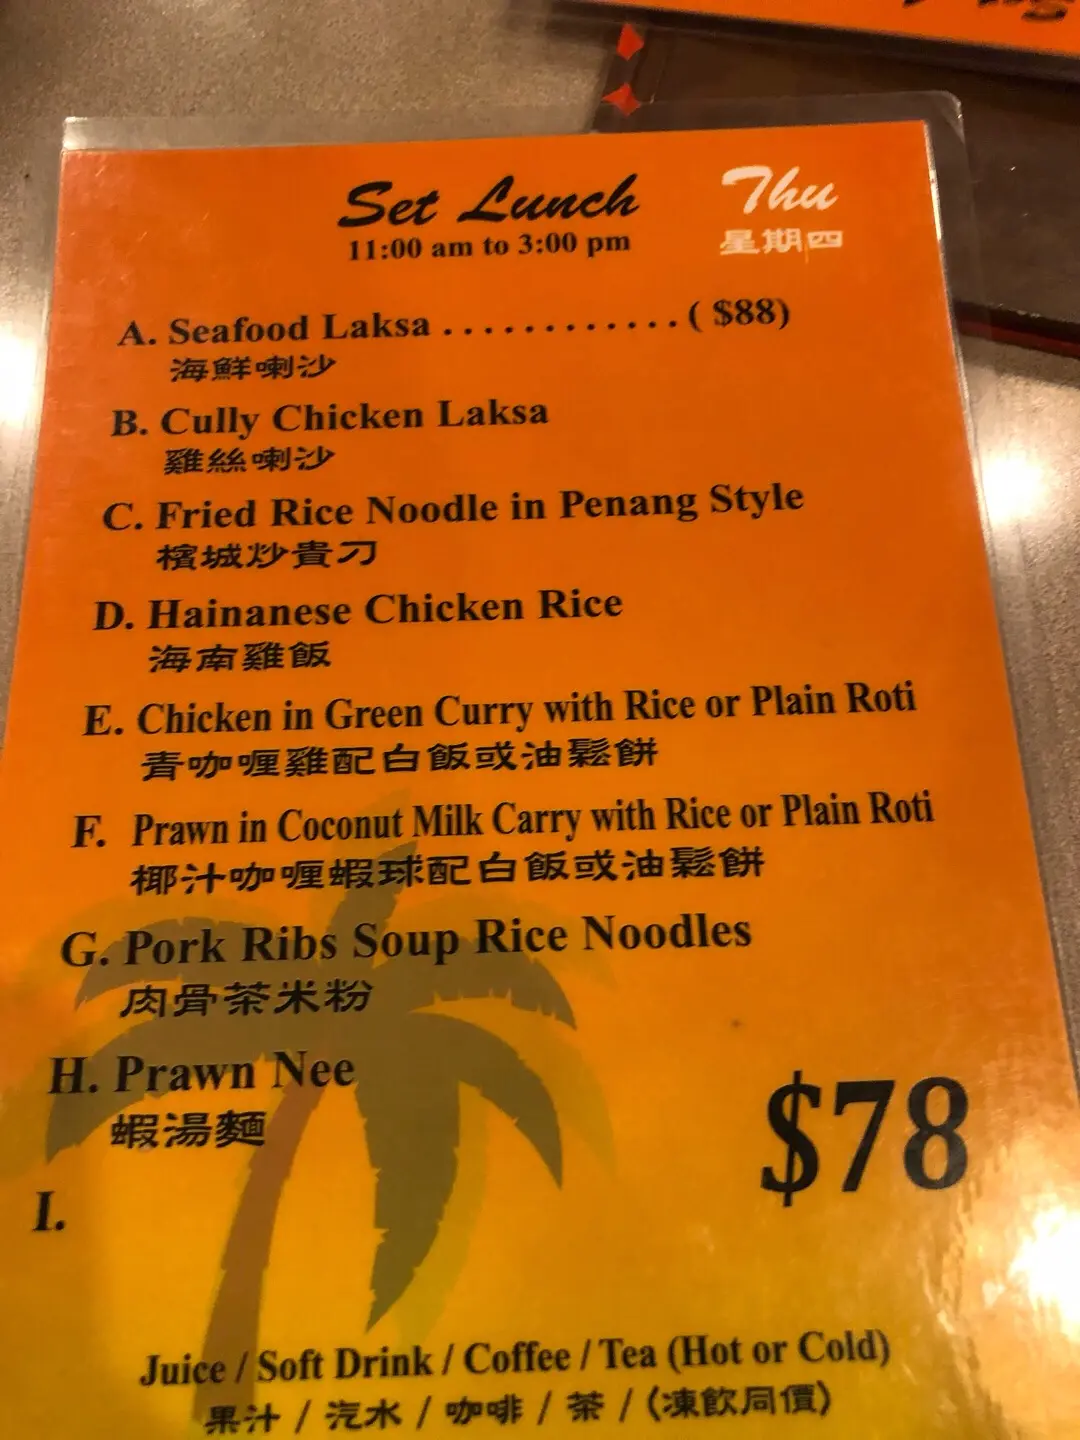 Set Lunch
Thu
11:00 am to 3:00 pm
星期四
A. Seafood Laksa ............( $88)
海鮮喇沙
B. Cully Chicken Laksa
雞絲喇沙
C. Fried Rice Noodle in Penang Style
檳城炒貴刁
D. Hainanese Chicken Rice
海南雞飯
E. Chicken in Green Curry with Rice or Plain Roti
青咖喱雞配白飯或油鬆餅
F. Prawn in Coconut Milk Carry with Rice or Plain Roti
椰汁咖喱蝦球配白飯或油鬆餅
G. Pork Ribs Soup Rice Noodles
肉骨茶米粉
H. Prawn Nee
蝦湯麵
$78
I.
Juice / Soft Drink / Coffee / Tea (Hot or Cold)
果汁 / 汽水 / 咖啡 / 茶 / (凍飲同價)